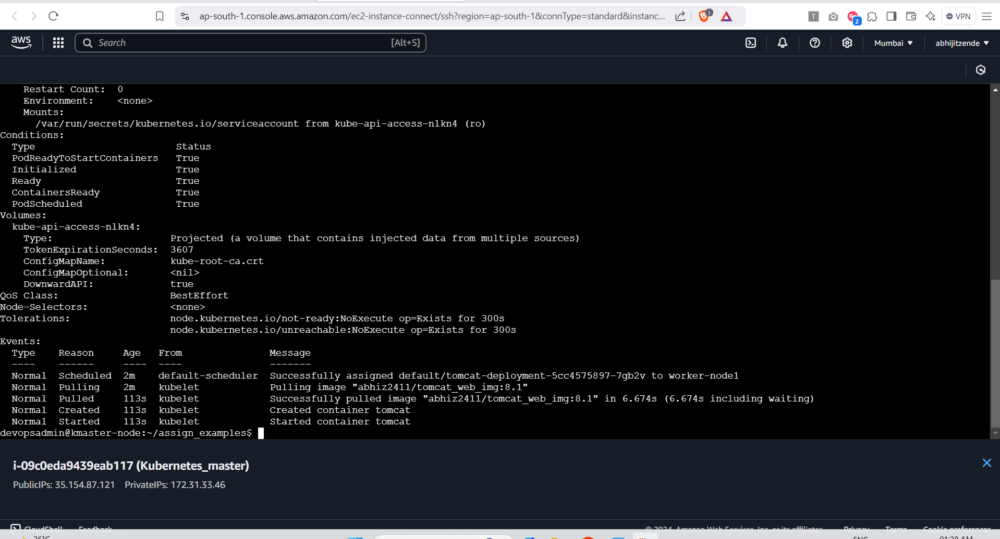 ap-south-1.console.aws.amazon.com/ec2-instance-connect/ssh?region=ap-south-1&connType=standard&instanc...
1
T
2
VPN
aws
Search
[Alt+S]
Mumbai
abhijitzende
Restart Count:  0
Environment:    <none>
Mounts:
/var/run/secrets/kubernetes.io/serviceaccount from kube-api-access-nlkn4 (ro)
Conditions:
Type                        Status
PodReadyToStartContainers   True
Initialized                 True
Ready                       True
ContainersReady             True
PodScheduled                True
Volumes:
kube-api-access-nlkn4:
Type:                    Projected (a volume that contains injected data from multiple sources)
TokenExpirationSeconds:  3607
ConfigMapName:           kube-root-ca.crt
ConfigMapOptional:       <nil>
DownwardAPI:             true
QoS Class:                   BestEffort
Node-Selectors:              <none>
Tolerations:                 node.kubernetes.io/not-ready:NoExecute op=Exists for 300s
node.kubernetes.io/unreachable:NoExecute op=Exists for 300s
Events:
Type    Reason     Age   From               Message
----    ------     ----  ----               -------
Normal  Scheduled  2m    default-scheduler  Successfully assigned default/tomcat-deployment-5cc4575897-7gb2v to worker-node1
Normal  Pulling    2m    kubelet            Pulling image "abhiz2411/tomcat_web_img:8.1"
Normal  Pulled     113s  kubelet            Successfully pulled image "abhiz2411/tomcat_web_img:8.1" in 6.674s (6.674s including waiting)
Normal  Created    113s  kubelet            Created container tomcat
Normal  Started    113s  kubelet            Started container tomcat
devopsadmin@kmaster-node:~/assign_examples$
i-09c0eda9439eab117 (Kubernetes_master)
PublicIPs: 35.154.87.121    PrivateIPs: 172.31.33.46
CloudShell    Feedback    © 2024, Amazon Web Services, Inc. or its affiliates.    Privacy    Terms    Cookie preferences
26°C    ENG    01:28 AM